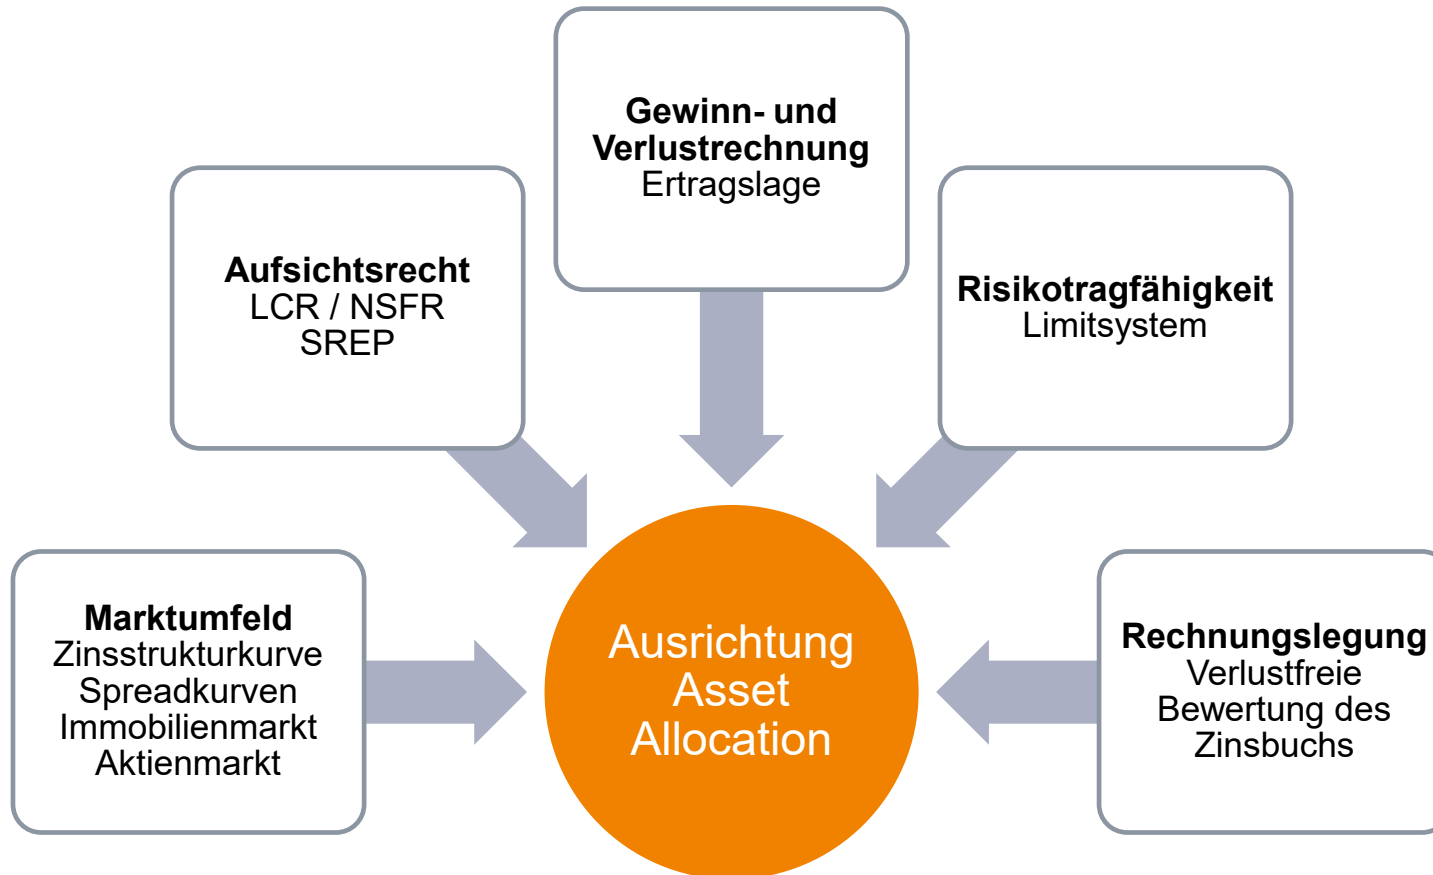 Gewinn- und
Verlustrechnung
Ertragslage
Aufsichtsrecht
LCR / NSFR
SREP
Risikotragfähigkeit
Limitsystem
Marktumfeld
Zinsstrukturkurve
Spreadkurven
Immobilienmarkt
Aktienmarkt
Ausrichtung
Asset
Allocation
Rechnungslegung
Verlustfreie
Bewertung des
Zinsbuchs